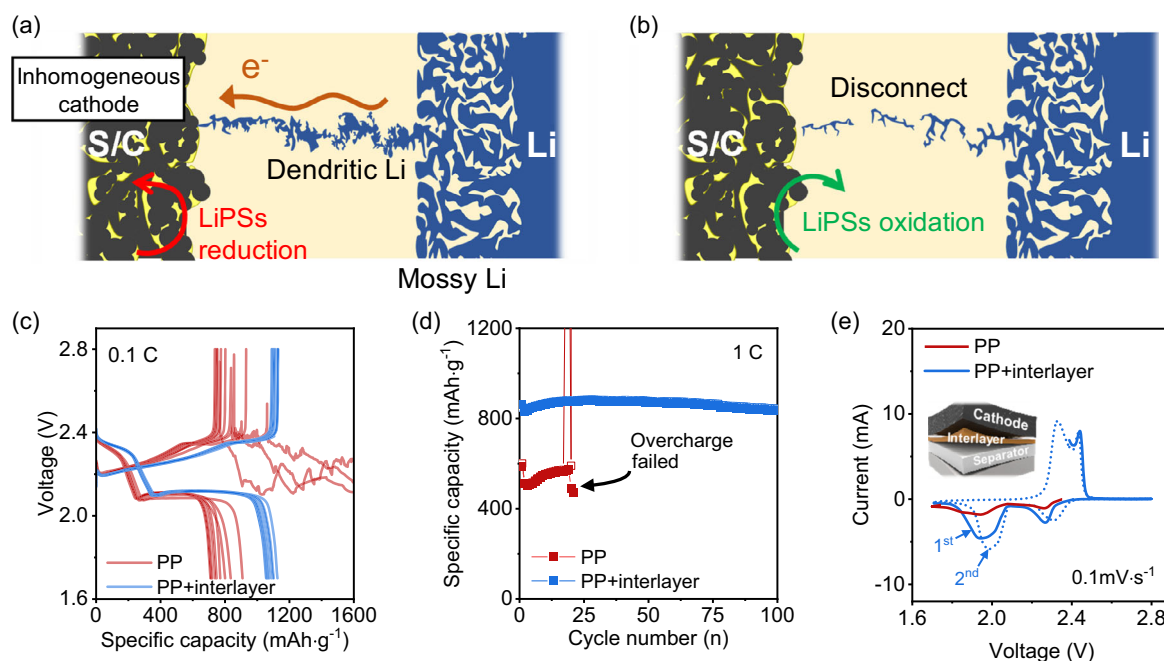 (a)
Inhomogeneous
cathode
e-
S/C
Li
Dendritic Li
LiPSs
reduction
Mossy Li
(b)
Disconnect
S/C
Li
LiPSs oxidation
(c)
0.1 C
2.8
2.4
2.0
1.6
Voltage (V)
PP
PP+interlayer
0 400 800 1200 1600
Specific capacity (mAh·g⁻¹)
(d)
1 C
1200
800
400
0
Specific capacity (mAh·g⁻¹)
Overcharge
failed
PP
PP+interlayer
0 25 50 75 100
Cycle number (n)
(e)
20
10
0
-10
Current (mA)
PP
PP+interlayer
Cathode
Interlayer
Separator
1st
2nd
0.1mV·s⁻¹
1.6 2.0 2.4 2.8
Voltage (V)